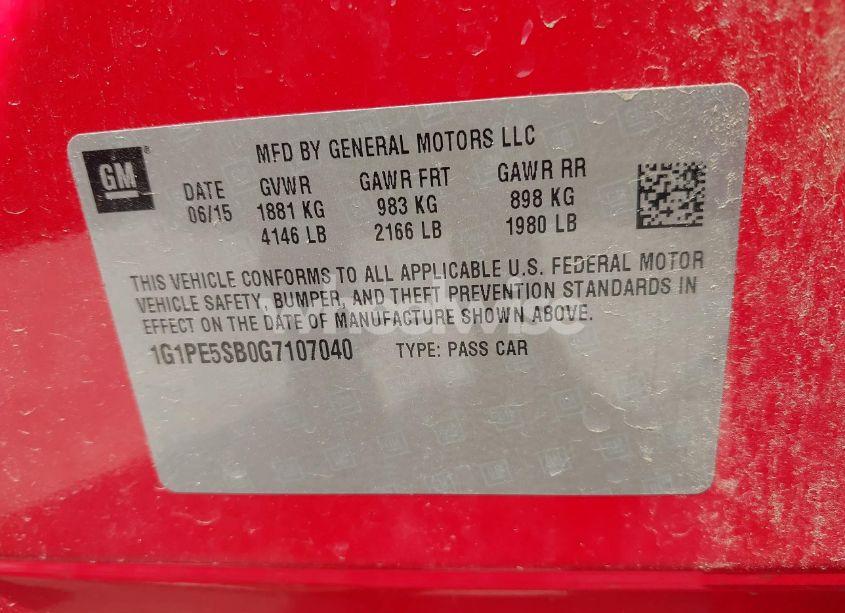 MFD BY GENERAL MOTORS LLC
GM
DATE GVWR GAWR FRT GAWR RR
06/15 1881 KG 983 KG 898 KG
4146 LB 2166 LB 1980 LB
THIS VEHICLE CONFORMS TO ALL APPLICABLE U.S. FEDERAL MOTOR
VEHICLE SAFETY, BUMPER, AND THEFT PREVENTION STANDARDS IN
EFFECT ON THE DATE OF MANUFACTURE SHOWN ABOVE.
1G1PE5SB0G7107040 TYPE: PASS CAR